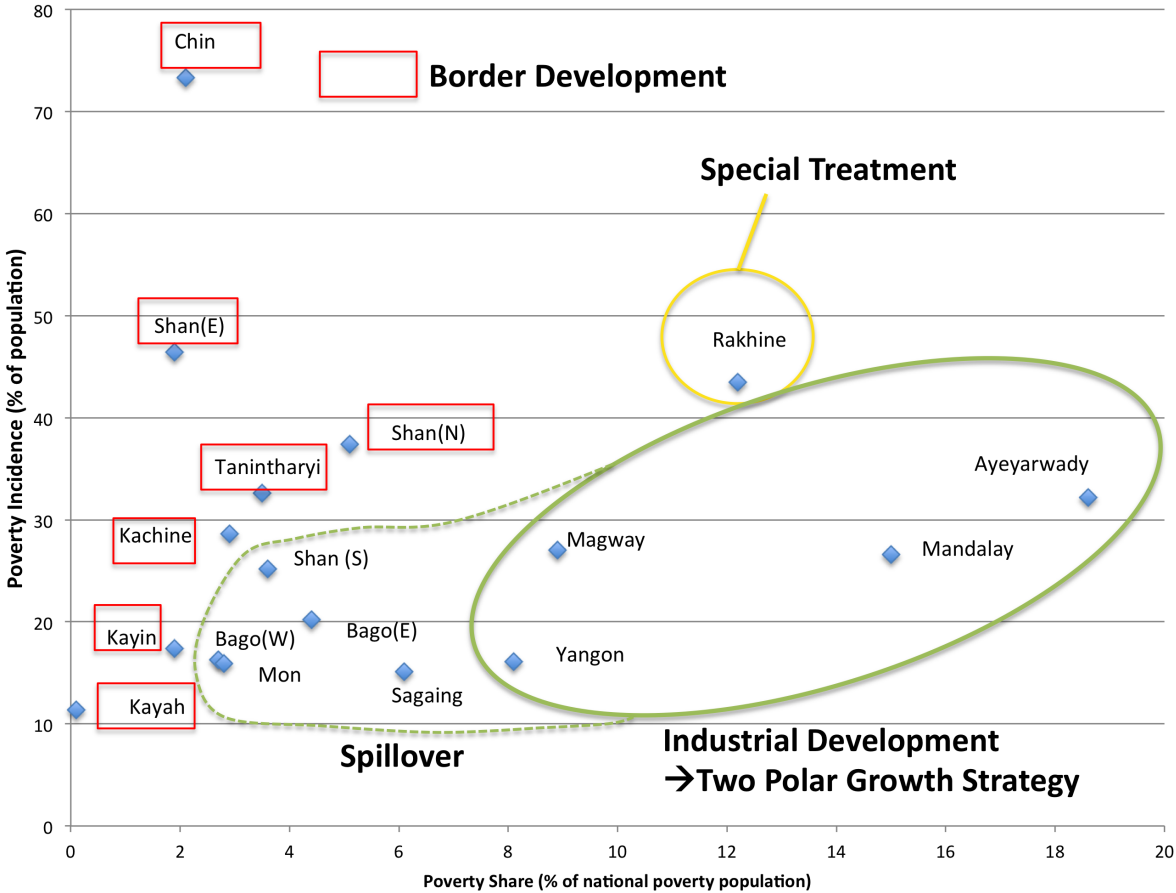 80
Chin
Border Development
70
Special Treatment
60
50
Shan(E)
Rakhine
40
Shan(N)
Tanintharyi
Ayeyarwady
30
Kachine
Magway
Mandalay
Shan (S)
20
Kayin
Bago(W)
Bago(E)
Mon
Yangon
Sagaing
Kayah
10
Spillover
Industrial Development
→Two Polar Growth Strategy
0
0 2 4 6 8 10 12 14 16 18 20
Poverty Share (% of national poverty population)
Poverty Incidence (% of population)